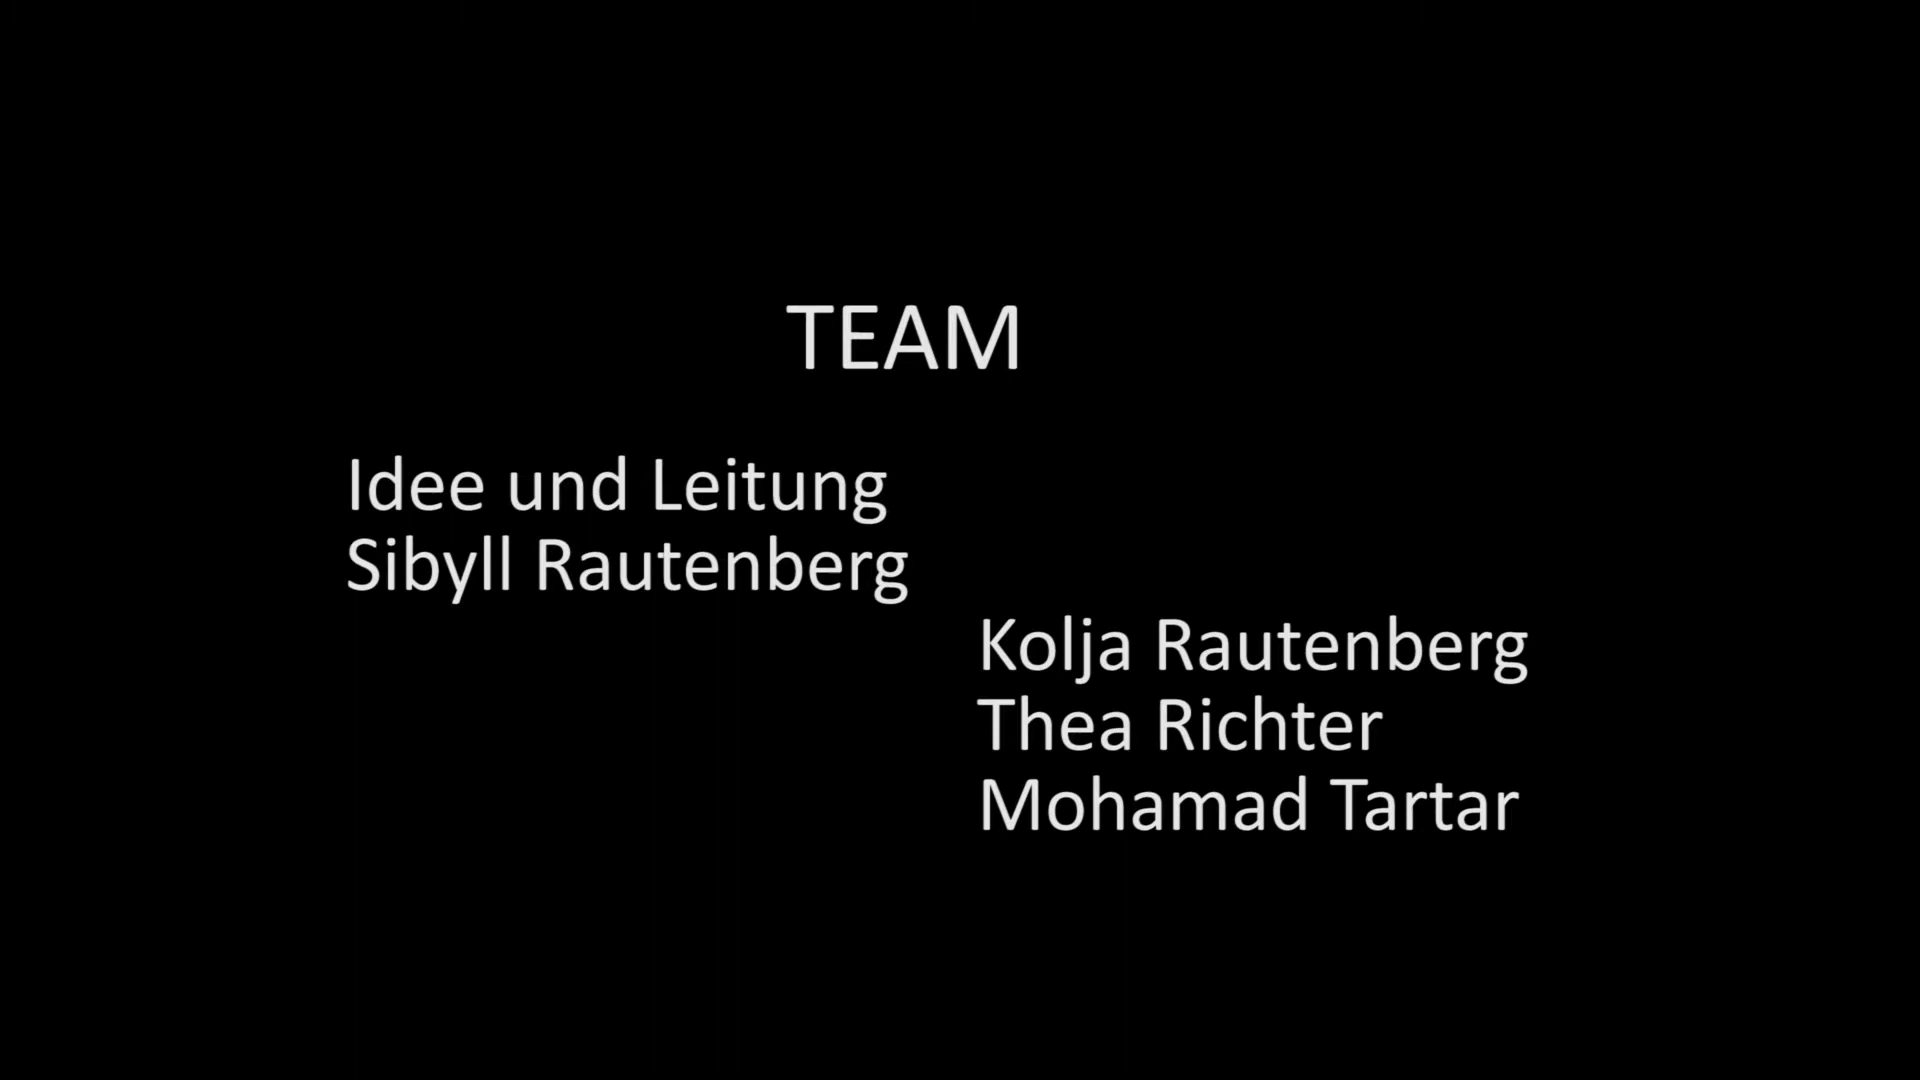 TEAM
Idee und Leitung
Sibyll Rautenberg
Kolja Rautenberg
Thea Richter
Mohamad Tartar